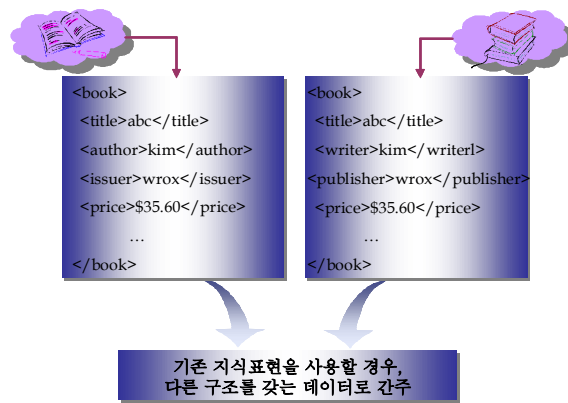 <book>
<title>abc</title>
<author>kim</author>
<issuer>wrox</issuer>
<price>$35.60</price>
…
</book>
<book>
<title>abc</title>
<writer>kim</writerl>
<publisher>wrox</publisher>
<price>$35.60</price>
…
</book>
기존 지식표현을 사용할 경우,
다른 구조를 갖는 데이터로 간주